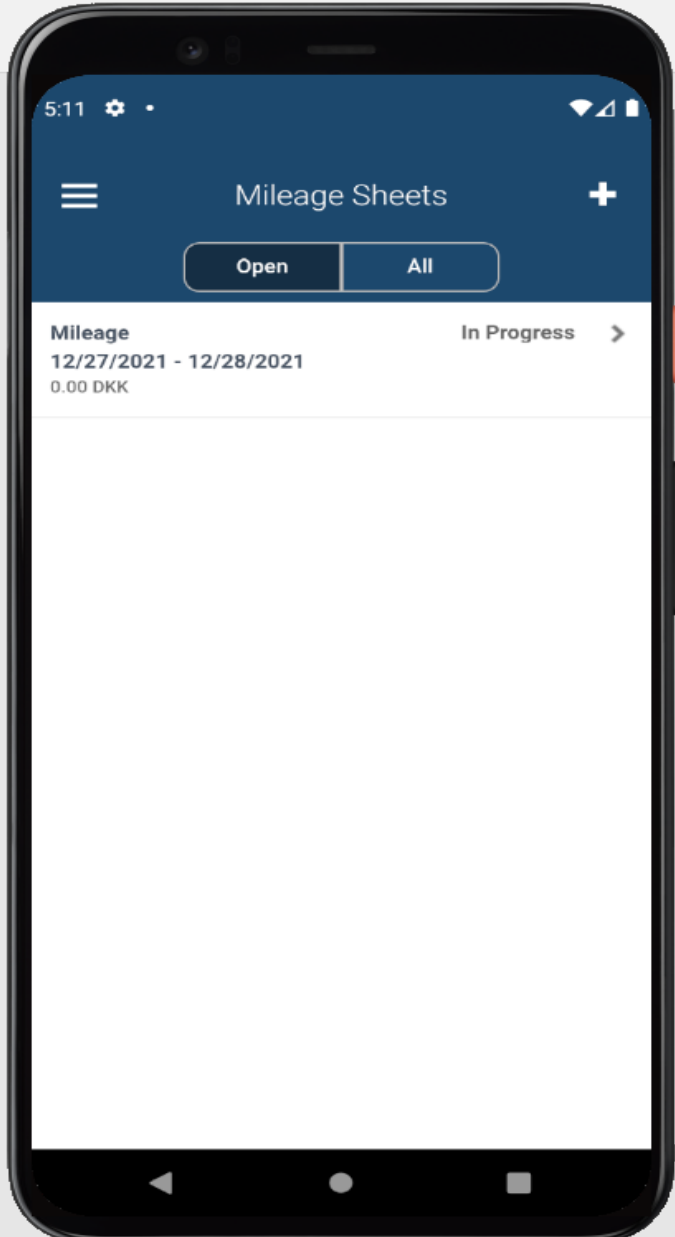 5:11
Mileage Sheets
Open All
Mileage In Progress
12/27/2021 - 12/28/2021
0.00 DKK